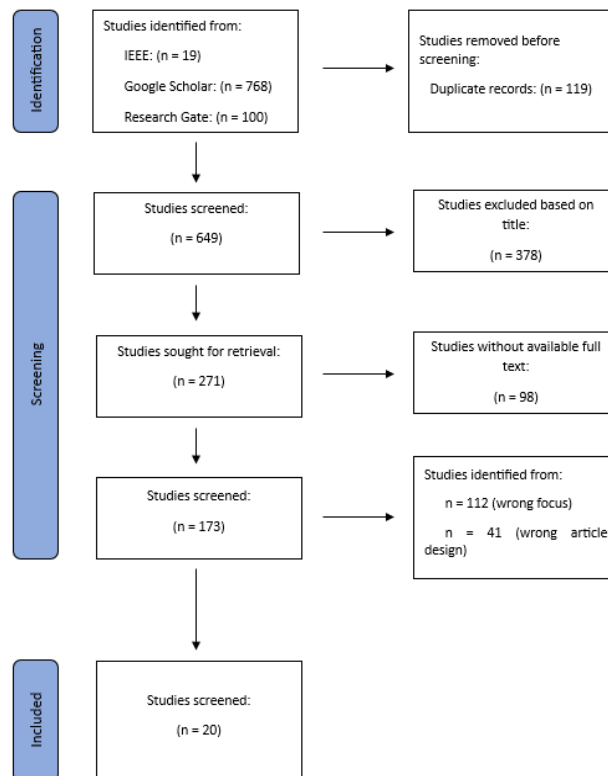 Identification
Studies identified from:
IEEE: (n = 19)
Google Scholar: (n = 768)
Research Gate: (n = 100)
Studies removed before
screening:
Duplicate records: (n = 119)
Screening
Studies screened:
(n = 649)
Studies excluded based on
title:
(n = 378)
Studies sought for retrieval:
(n = 271)
Studies without available full
text:
(n = 98)
Studies screened:
(n = 173)
Studies identified from:
n = 112 (wrong focus)
n = 41 (wrong article
design)
Included
Studies screened:
(n = 20)